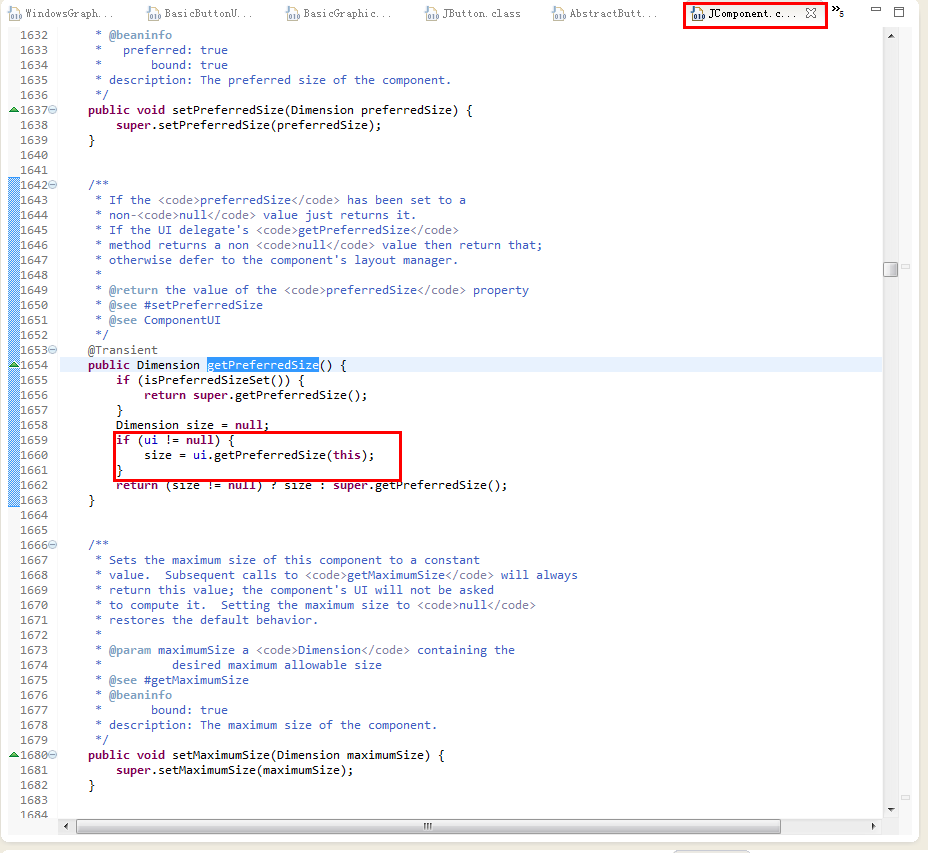 WindowsGraph... BasicButtonU... BasicGraphic... JButton.class AbstractButt... JComponent.c... »5
1632 * @beaninfo
1633 *   preferred: true
1634 *       bound: true
1635 * description: The preferred size of the component.
1636 */
1637 public void setPreferredSize(Dimension preferredSize) {
1638     super.setPreferredSize(preferredSize);
1639 }
1640
1641
1642 /**
1643 * If the <code>preferredSize</code> has been set to a
1644 * non-<code>null</code> value just returns it.
1645 * If the UI delegate's <code>getPreferredSize</code>
1646 * method returns a non <code>null</code> value then return that;
1647 * otherwise defer to the component's layout manager.
1648 *
1649 * @return the value of the <code>preferredSize</code> property
1650 * @see #setPreferredSize
1651 * @see ComponentUI
1652 */
1653 @Transient
1654 public Dimension getPreferredSize() {
1655     if (isPreferredSizeSet()) {
1656         return super.getPreferredSize();
1657     }
1658     Dimension size = null;
1659     if (ui != null) {
1660         size = ui.getPreferredSize(this);
1661     }
1662     return (size != null) ? size : super.getPreferredSize();
1663 }
1664
1665
1666 /**
1667 * Sets the maximum size of this component to a constant
1668 * value.  Subsequent calls to <code>getMaximumSize</code> will always
1669 * return this value; the component's UI will not be asked
1670 * to compute it.  Setting the maximum size to <code>null</code>
1671 * restores the default behavior.
1672 *
1673 * @param maximumSize a <code>Dimension</code> containing the
1674 *          desired maximum allowable size
1675 * @see #getMaximumSize
1676 * @beaninfo
1677 *       bound: true
1678 * description: The maximum size of the component.
1679 */
1680 public void setMaximumSize(Dimension maximumSize) {
1681     super.setMaximumSize(maximumSize);
1682 }
1683
1684